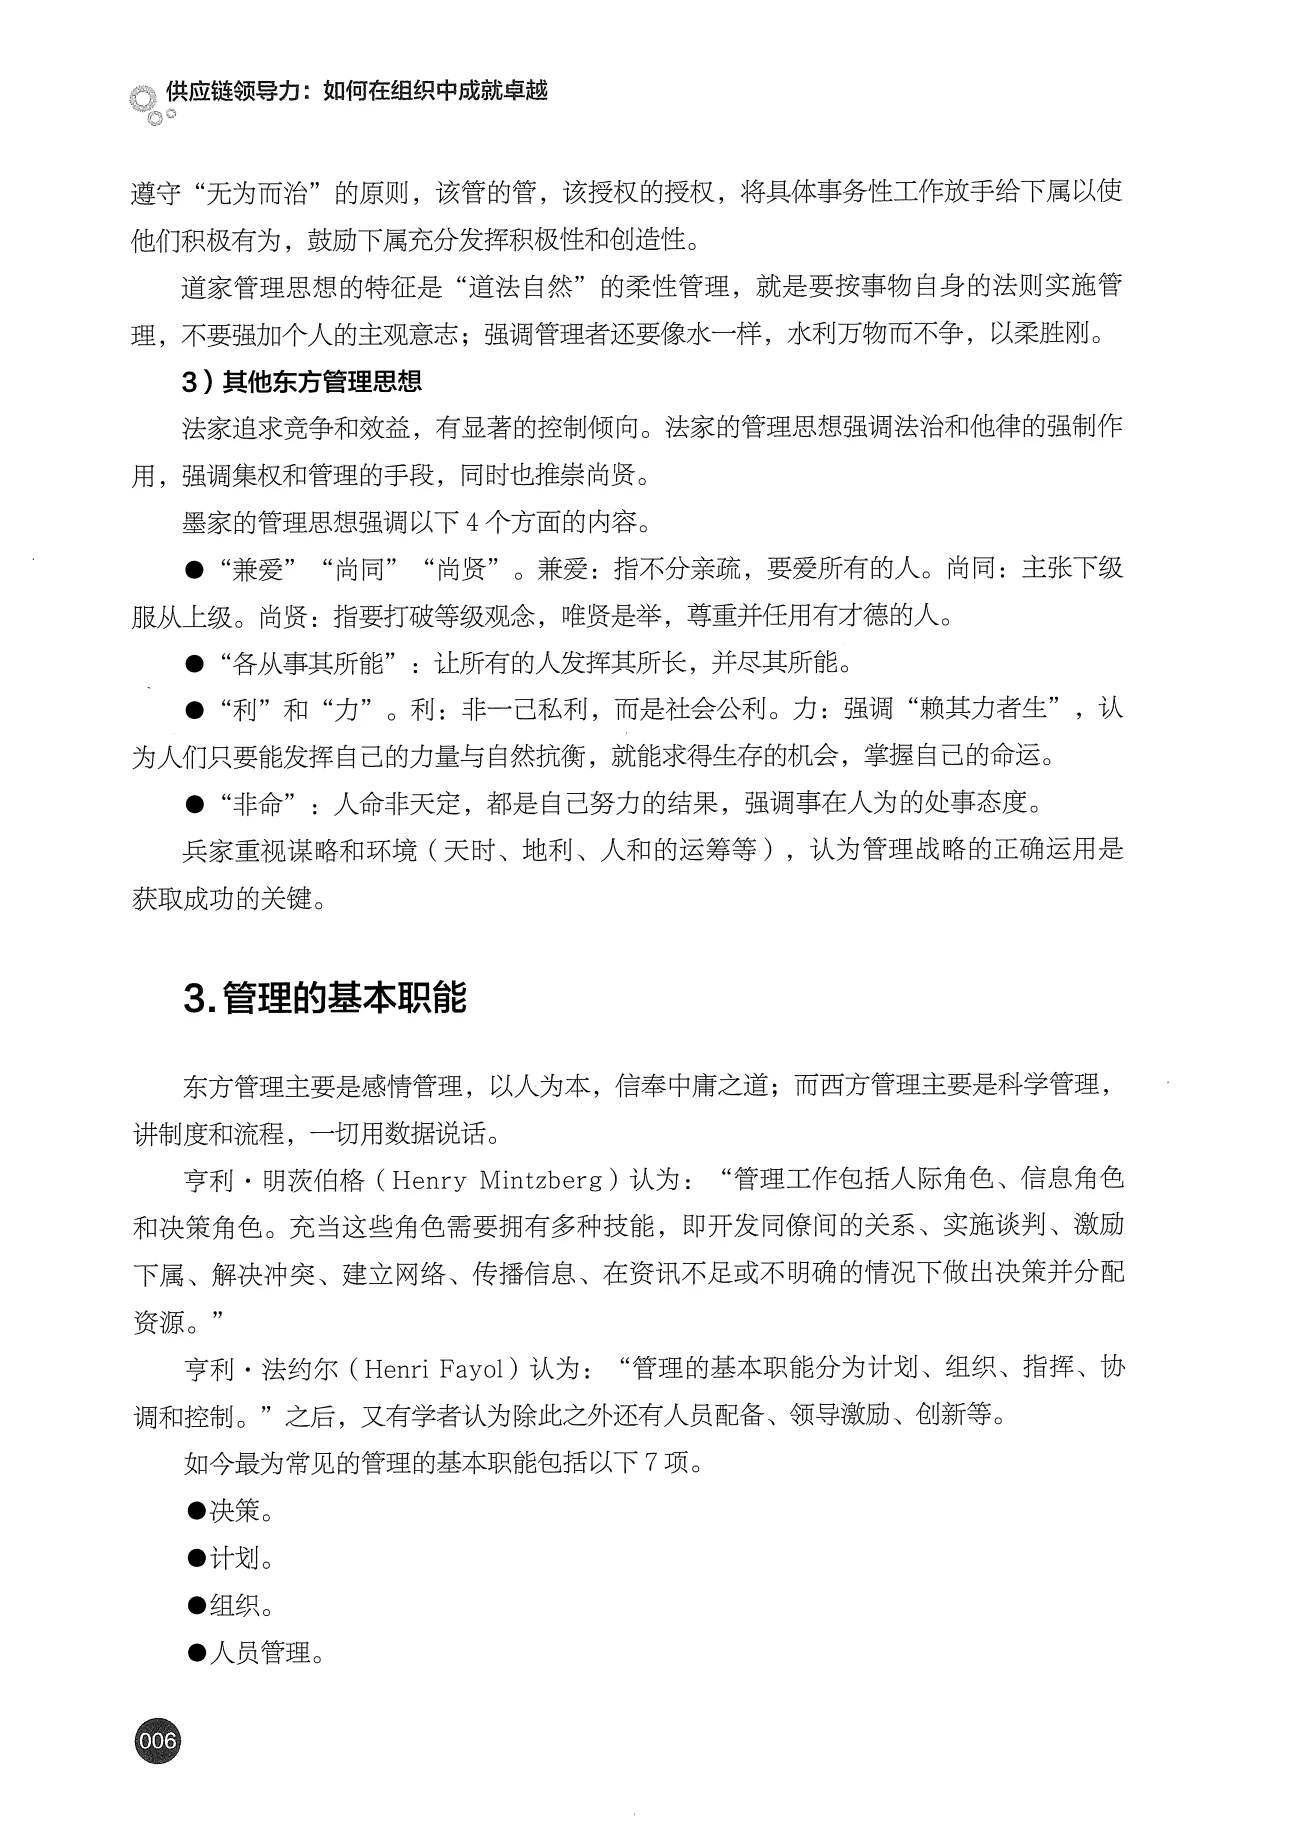 供应链领导力：如何在组织中成就卓越
遵守“无为而治”的原则，该管的管，该授权的授权，将具体事务性工作放手给下属以使
他们积极有为，鼓励下属充分发挥积极性和创造性。
道家管理思想的特征是“道法自然”的柔性管理，就是要按事物自身的法则实施管
理，不要强加个人的主观意志；强调管理者还要像水一样，水利万物而不争，以柔胜刚。
3）其他东方管理思想
法家追求竞争和效益，有显著的控制倾向。法家的管理思想强调法治和他律的强制作
用，强调集权和管理的手段，同时也推崇尚贤。
墨家的管理思想强调以下 4 个方面的内容。
●“兼爱”“尚同”“尚贤”。兼爱：指不分亲疏，要爱所有的人。尚同：主张下级
服从上级。尚贤：指要打破等级观念，唯贤是举，尊重并任用有才德的人。
●“各从事其所能”：让所有的人发挥其所长，并尽其所能。
●“利”和“力”。利：非一己私利，而是社会公利。力：强调“赖其力者生”，认
为人们只要能发挥自己的力量与自然抗衡，就能求得生存的机会，掌握自己的命运。
●“非命”：人命非天定，都是自己努力的结果，强调事在人为的处事态度。
兵家重视谋略和环境（天时、地利、人和的运筹等），认为管理战略的正确运用是
获取成功的关键。
3.管理的基本职能
东方管理主要是感情管理，以人为本，信奉中庸之道；而西方管理主要是科学管理，
讲制度和流程，一切用数据说话。
亨利·明茨伯格（Henry Mintzberg）认为：“管理工作包括人际角色、信息角色
和决策角色。充当这些角色需要拥有多种技能，即开发同僚间的关系、实施谈判、激励
下属、解决冲突、建立网络、传播信息、在资讯不足或不明确的情况下做出决策并分配
资源。”
亨利·法约尔（Henri Fayol）认为：“管理的基本职能分为计划、组织、指挥、协
调和控制。”之后，又有学者认为除此之外还有人员配备、领导激励、创新等。
如今最为常见的管理的基本职能包括以下 7 项。
●决策。
●计划。
●组织。
●人员管理。
006